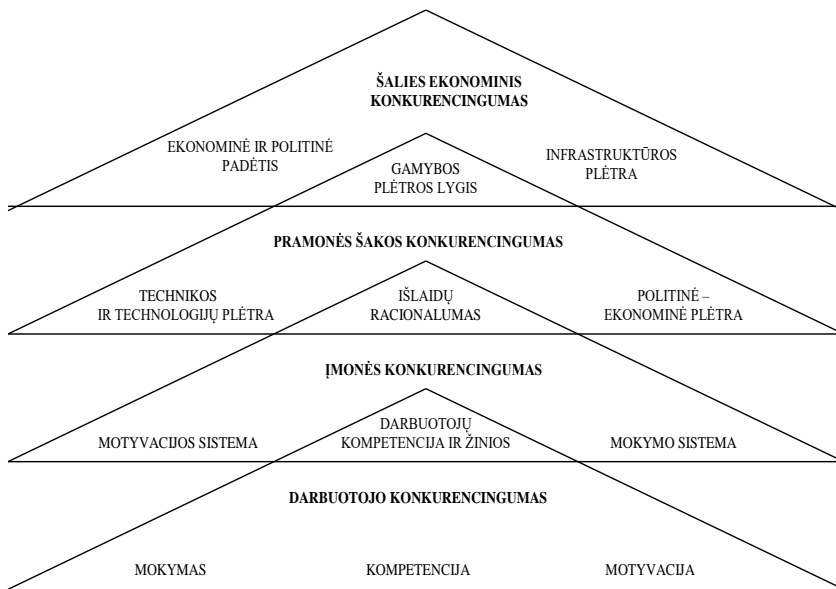 ŠALIES EKONOMINIS
KONKURENCINGUMAS
EKONOMINĖ IR POLITINĖ
PADĖTIS
GAMYBOS
PLĖTROS LYGIS
INFRASTRUKTŪROS
PLĖTRA
PRAMONĖS ŠAKOS KONKURENCINGUMAS
TECHNIKOS
IR TECHNOLOGIJŲ PLĖTRA
IŠLAIDŲ
RACIONALUMAS
POLITINĖ –
EKONOMINĖ PLĖTRA
ĮMONĖS KONKURENCINGUMAS
MOTYVACIJOS SISTEMA
DARBUOTOJŲ
KOMPETENCIJA IR ŽINIOS
MOKYMO SISTEMA
DARBUOTOJO KONKURENCINGUMAS
MOKYMAS
KOMPETENCIJA
MOTYVACIJA